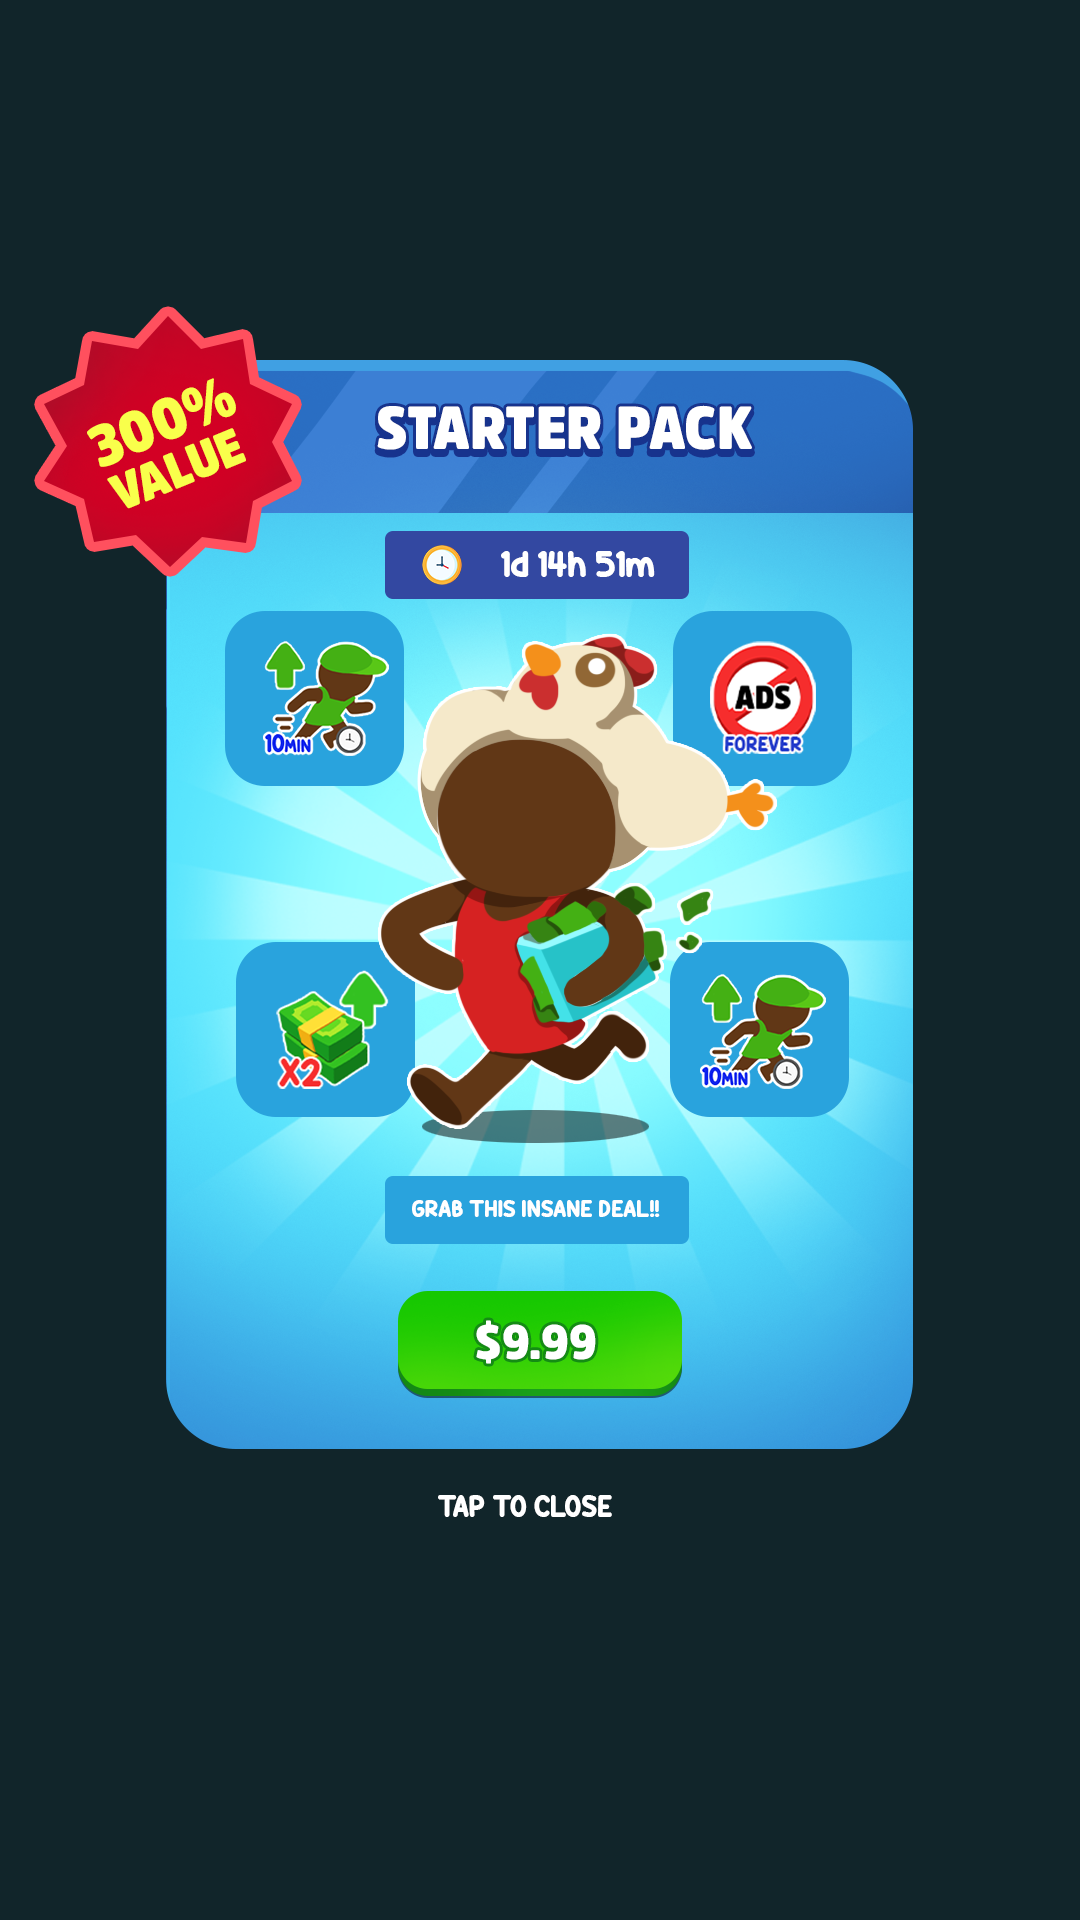 300%
VALUE
STARTER PACK
1d 14h 51m
10MIN
ADS
FOREVER
X2
10MIN
GRAB THIS INSANE DEAL!!
$9.99
TAP TO CLOSE